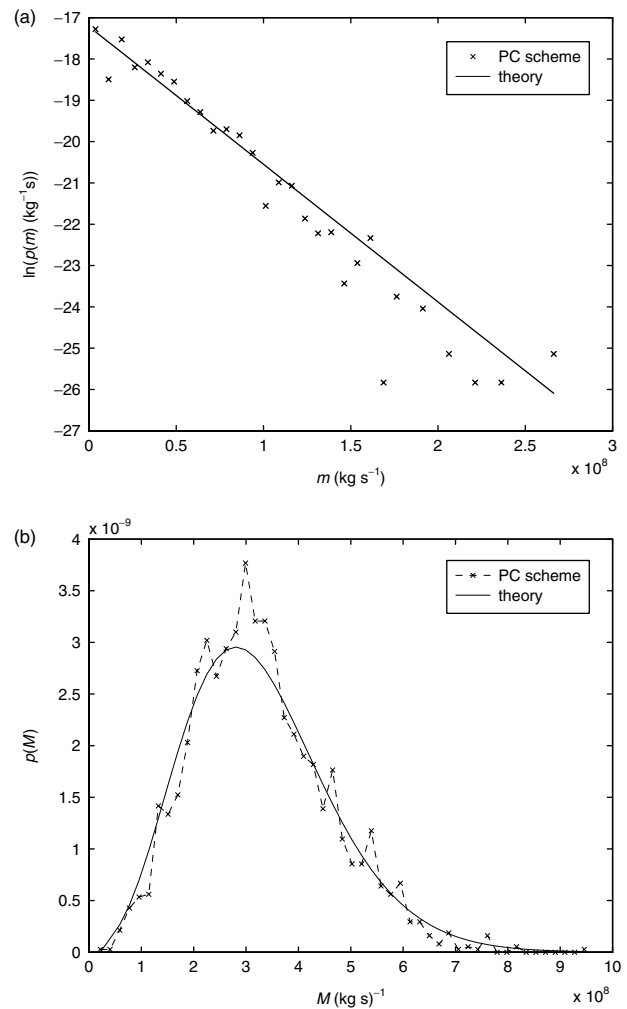 (a)
−17
−18
−19
−20
−21
−22
−23
−24
−25
−26
−27
ln(p(m) (kg⁻¹s)
PC scheme
theory
0 0.5 1 1.5 2 2.5 3
m (kg s⁻¹)
x 10⁸
(b)
x 10⁻⁹
4
3.5
3
2.5
2
1.5
1
0.5
0
p(M)
PC scheme
theory
0 1 2 3 4 5 6 7 8 9 10
M (kg s)⁻¹
x 10⁸